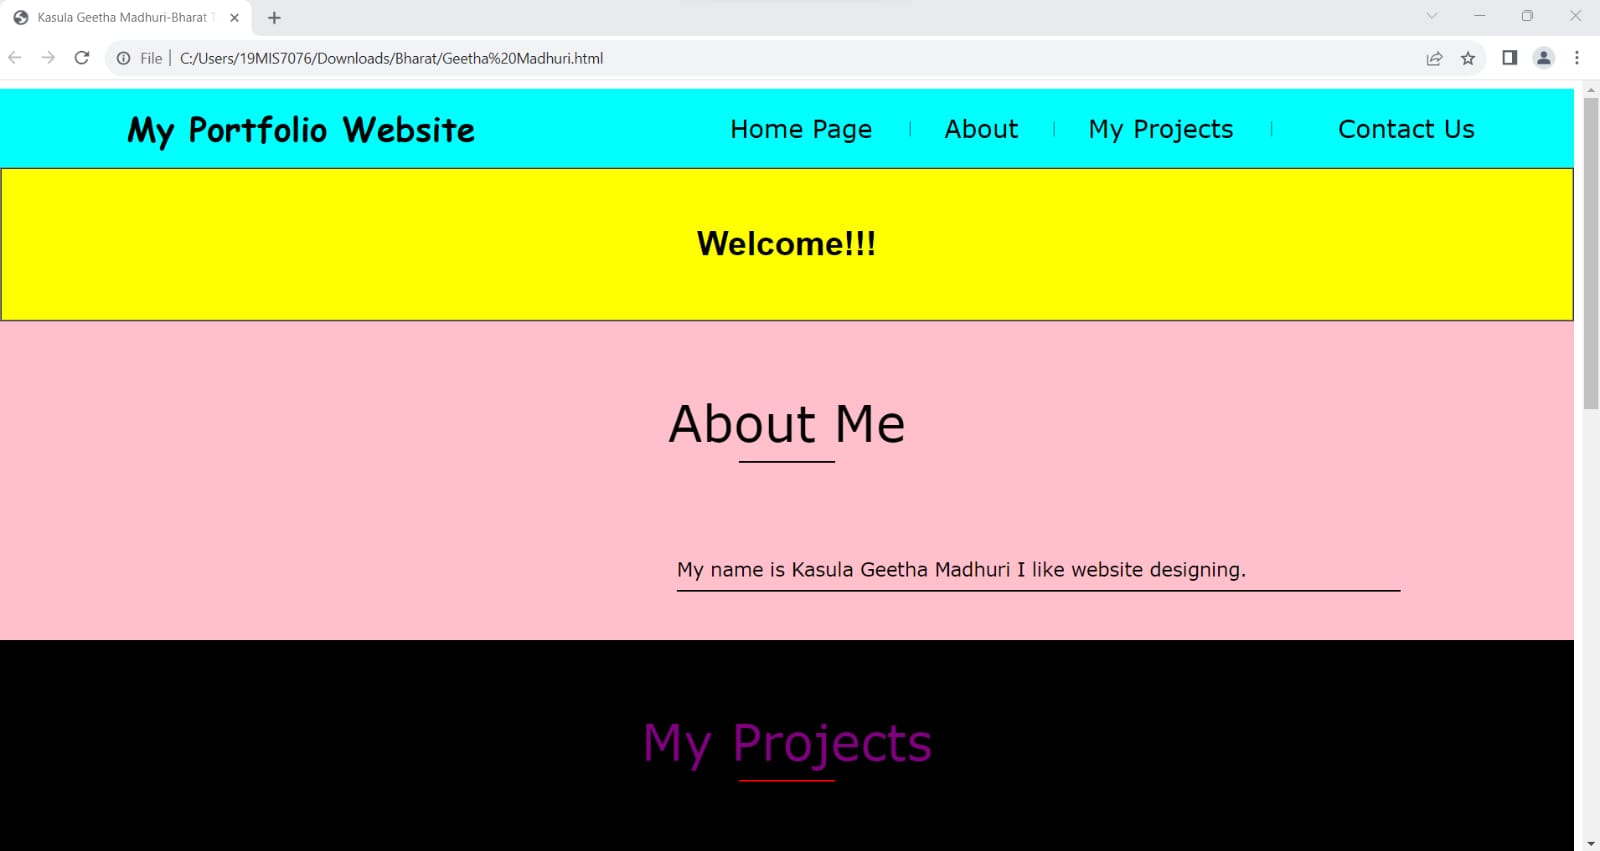 Kasula Geetha Madhuri-Bharat
File | C:/Users/19MIS7076/Downloads/Bharat/Geetha%20Madhuri.html
My Portfolio Website
Home Page | About | My Projects | Contact Us
Welcome!!!
About Me
My name is Kasula Geetha Madhuri I like website designing.
My Projects